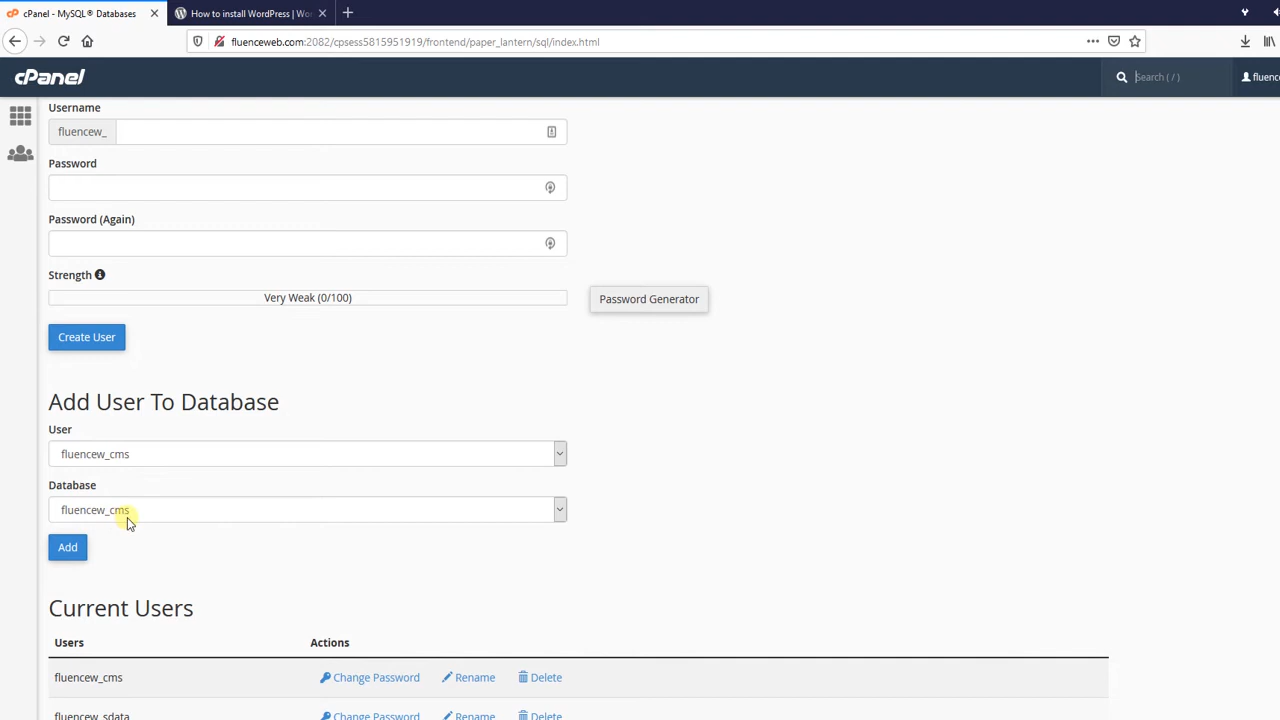 cPanel - MySQL® Databases
How to install WordPress | Wor
fluenceweb.com:2082/cpsess5815951919/frontend/paper_lantern/sql/index.html
cPanel
Search ( / )
fluence
Username
fluencew_
Password
Password (Again)
Strength
Very Weak (0/100)
Password Generator
Create User
Add User To Database
User
fluencew_cms
Database
fluencew_cms
Add
Current Users
Users Actions
fluencew_cms Change Password Rename Delete
fluencew_sdata Change Password Rename Delete